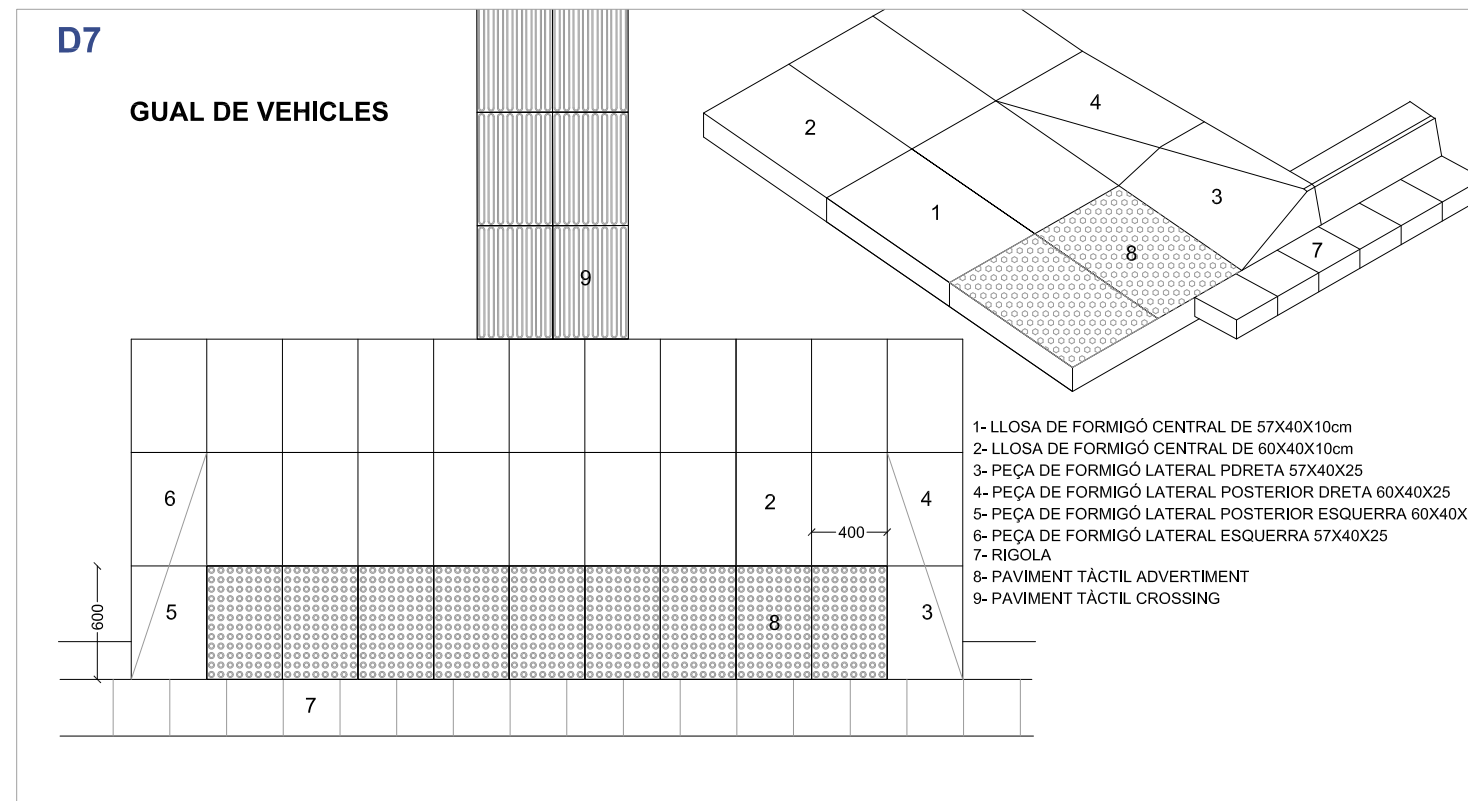 D7
GUAL DE VEHICLES
9
6
2
4
400
600
5
8
3
7
2
4
1
3
8
7
1- LLOSA DE FORMIGÓ CENTRAL DE 57X40X10cm
2- LLOSA DE FORMIGÓ CENTRAL DE 60X40X10cm
3- PEÇA DE FORMIGÓ LATERAL PDRETA 57X40X25
4- PEÇA DE FORMIGÓ LATERAL POSTERIOR DRETA 60X40X25
5- PEÇA DE FORMIGÓ LATERAL POSTERIOR ESQUERRA 60X40X
6- PEÇA DE FORMIGÓ LATERAL ESQUERRA 57X40X25
7- RIGOLA
8- PAVIMENT TÀCTIL ADVERTIMENT
9- PAVIMENT TÀCTIL CROSSING